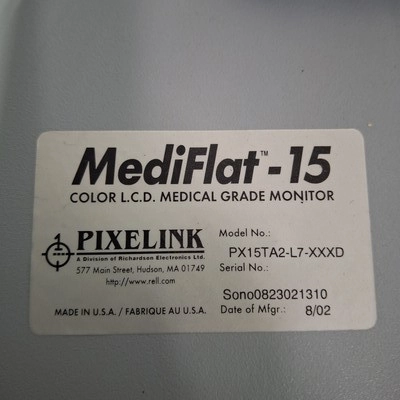 MediFlat™-15
COLOR L.C.D. MEDICAL GRADE MONITOR
PIXELINK
A Division of Richardson Electronics Ltd.
577 Main Street, Hudson, MA 01749
http://www.rell.com
Model No.:
PX15TA2-L7-XXXD
Serial No.:
Sono0823021310
MADE IN U.S.A. / FABRIQUE AU U.S.A.
Date of Mfgr.: 8/02